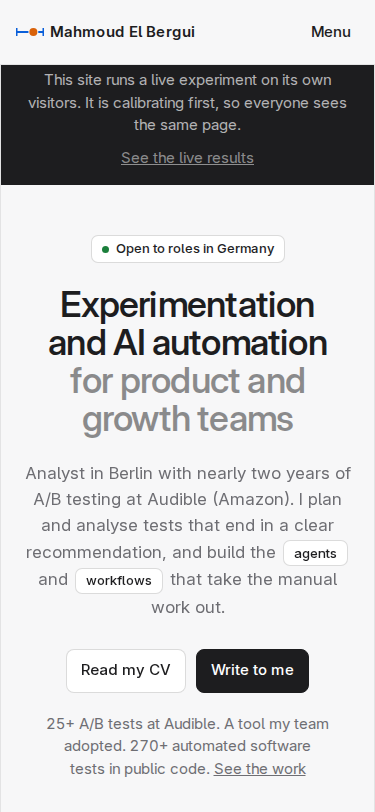 Mahmoud El Bergui
Menu
This site runs a live experiment on its own
visitors. It is calibrating first, so everyone sees
the same page.
See the live results
Open to roles in Germany
Experimentation
and AI automation
for product and
growth teams
Analyst in Berlin with nearly two years of
A/B testing at Audible (Amazon). I plan
and analyse tests that end in a clear
recommendation, and build the agents
and workflows that take the manual
work out.
Read my CV
Write to me
25+ A/B tests at Audible. A tool my team
adopted. 270+ automated software
tests in public code. See the work